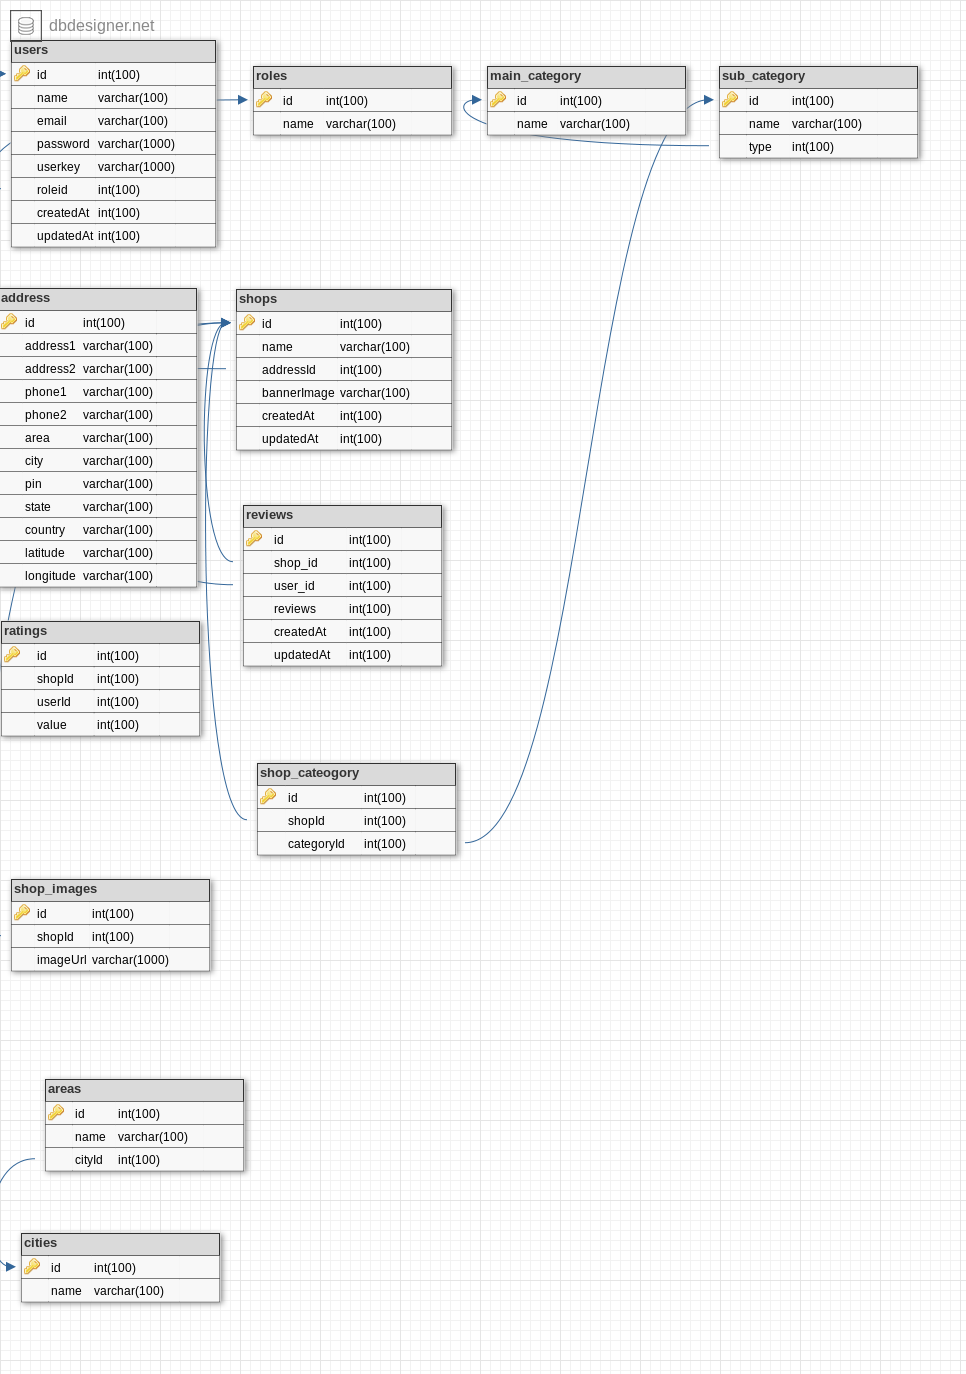 dbdesigner.net
users
id int(100)
name varchar(100)
email varchar(100)
password varchar(1000)
userkey varchar(1000)
roleid int(100)
createdAt int(100)
updatedAt int(100)
roles
id int(100)
name varchar(100)
main_category
id int(100)
name varchar(100)
sub_category
id int(100)
name varchar(100)
type int(100)
address
id int(100)
address1 varchar(100)
address2 varchar(100)
phone1 varchar(100)
phone2 varchar(100)
area varchar(100)
city varchar(100)
pin varchar(100)
state varchar(100)
country varchar(100)
latitude varchar(100)
longitude varchar(100)
shops
id int(100)
name varchar(100)
addressId int(100)
bannerImage varchar(100)
createdAt int(100)
updatedAt int(100)
reviews
id int(100)
shop_id int(100)
user_id int(100)
reviews int(100)
createdAt int(100)
updatedAt int(100)
ratings
id int(100)
shopId int(100)
userId int(100)
value int(100)
shop_cateogory
id int(100)
shopId int(100)
categoryId int(100)
shop_images
id int(100)
shopId int(100)
imageUrl varchar(1000)
areas
id int(100)
name varchar(100)
cityId int(100)
cities
id int(100)
name varchar(100)